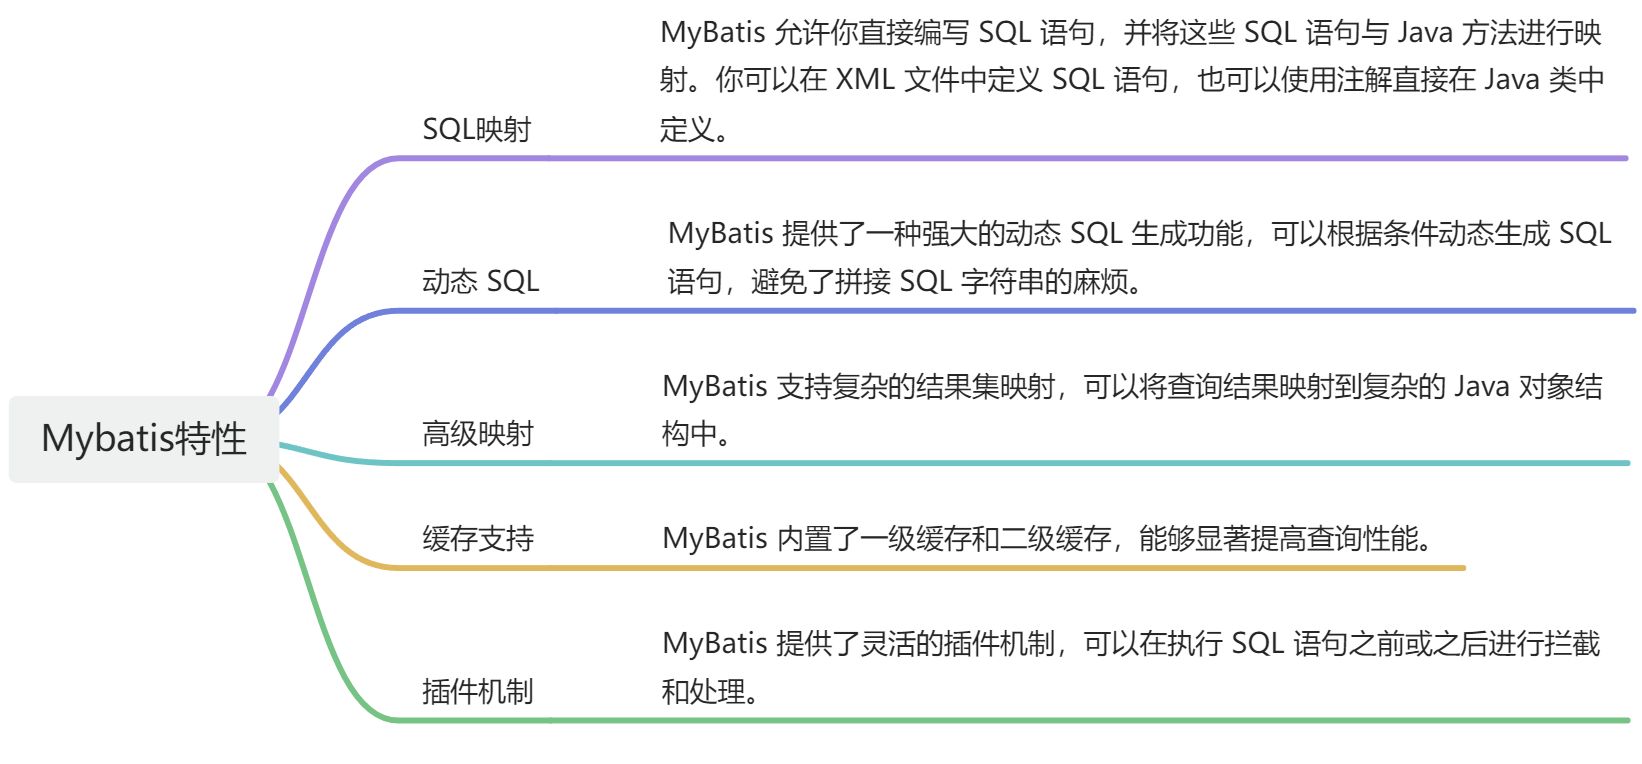 Mybatis特性
SQL映射
MyBatis 允许你直接编写 SQL 语句，并将这些 SQL 语句与 Java 方法进行映
射。你可以在 XML 文件中定义 SQL 语句，也可以使用注解直接在 Java 类中
定义。
动态 SQL
MyBatis 提供了一种强大的动态 SQL 生成功能，可以根据条件动态生成 SQL
语句，避免了拼接 SQL 字符串的麻烦。
高级映射
MyBatis 支持复杂的结果集映射，可以将查询结果映射到复杂的 Java 对象结
构中。
缓存支持
MyBatis 内置了一级缓存和二级缓存，能够显著提高查询性能。
插件机制
MyBatis 提供了灵活的插件机制，可以在执行 SQL 语句之前或之后进行拦截
和处理。